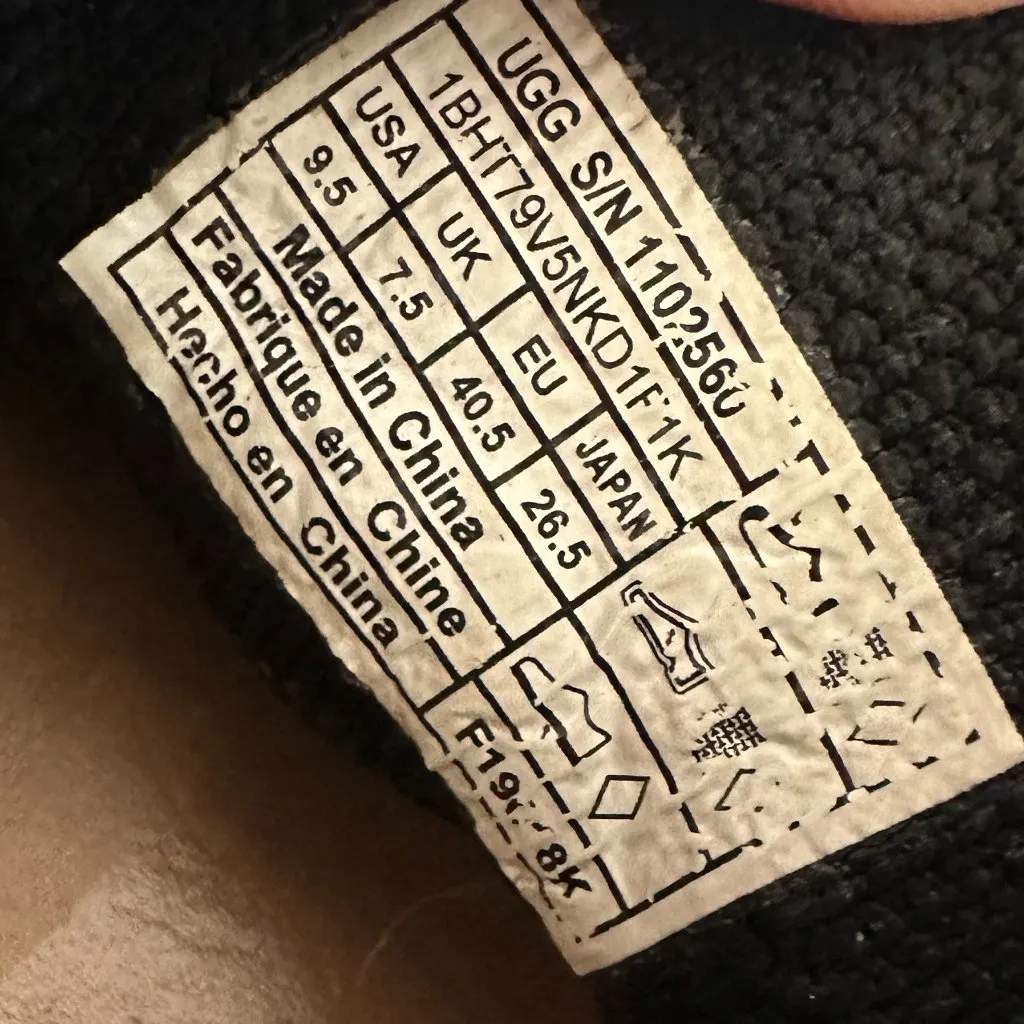 UGG S/N 1102560
1BHT79V5NKD1F1K
USA UK EU JAPAN
9.5 7.5 40.5 26.5
Made in China
Fabrique en Chine
Hecho en China